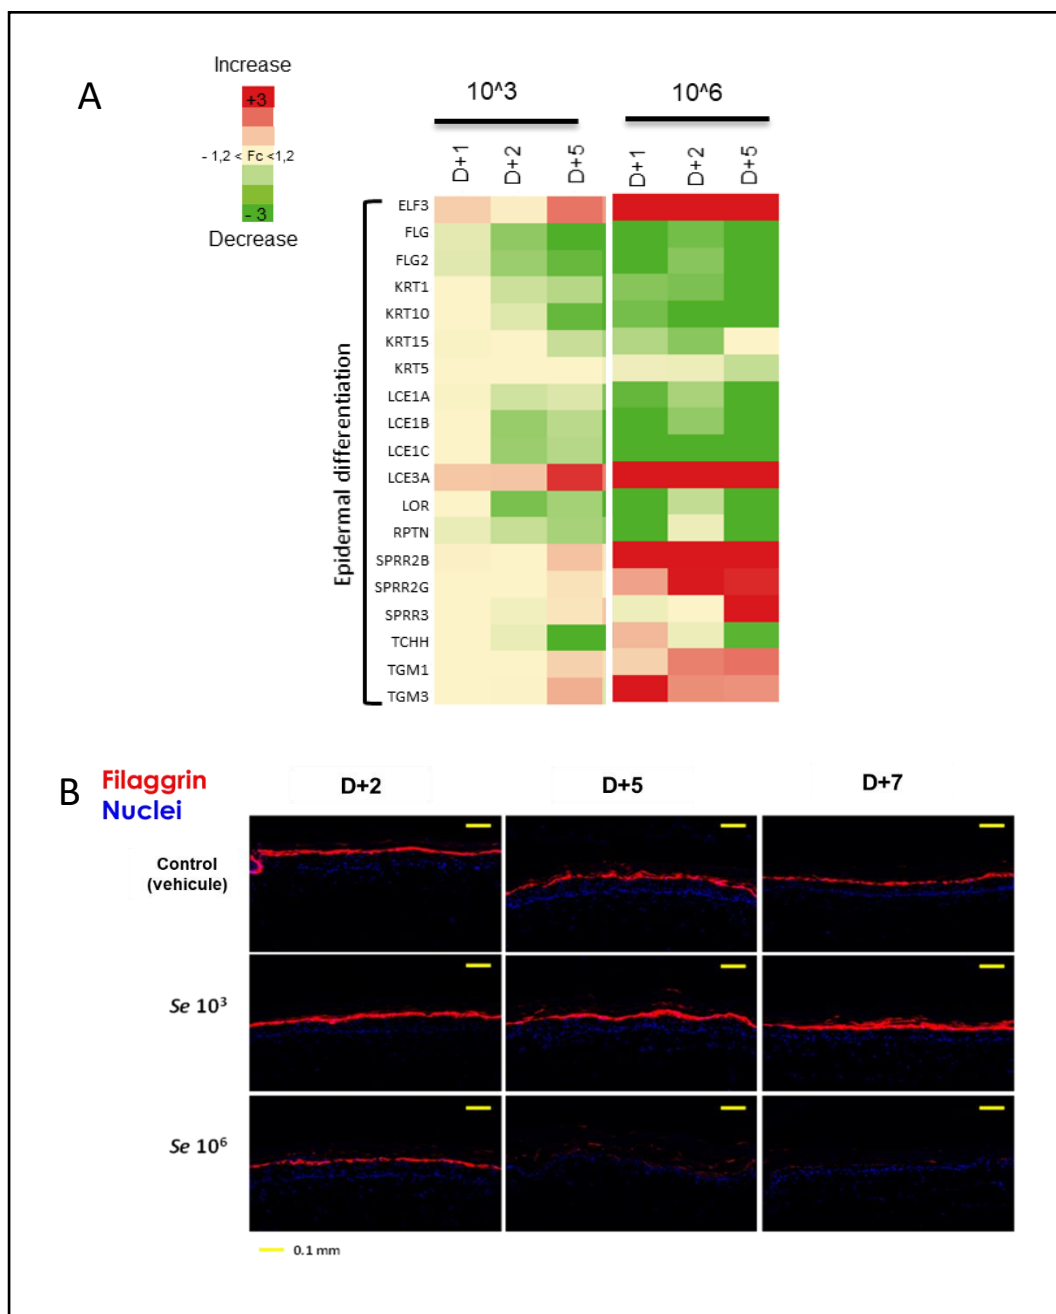 A
Increase
+3
- 1,2 < Fc <1,2
- 3
Decrease
10^3
10^6
D+1
D+2
D+5
D+1
D+2
D+5
Epidermal differentiation
ELF3
FLG
FLG2
KRT1
KRT10
KRT15
KRT5
LCE1A
LCE1B
LCE1C
LCE3A
LOR
RPTN
SPRR2B
SPRR2G
SPRR3
TCHH
TGM1
TGM3
B
Filaggrin
Nuclei
D+2
D+5
D+7
Control
(vehicule)
Se 10³
Se 10⁶
0.1 mm